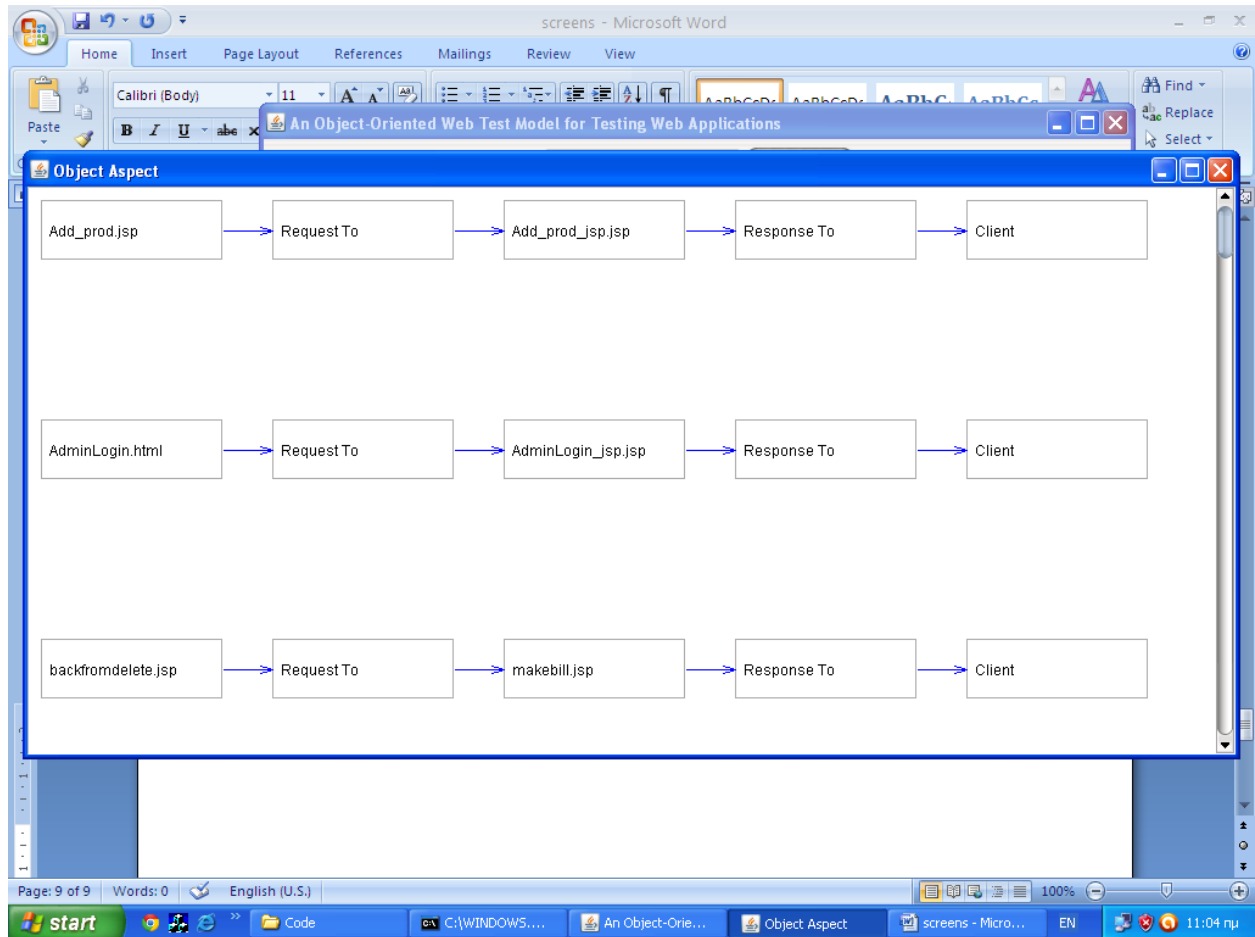 screens - Microsoft Word
Home Insert Page Layout References Mailings Review View
Calibri (Body) 11
Paste
B I U abc
Find
Replace
Select
An Object-Oriented Web Test Model for Testing Web Applications
Object Aspect
Add_prod.jsp Request To Add_prod_jsp.jsp Response To Client
AdminLogin.html Request To AdminLogin_jsp.jsp Response To Client
backfromdelete.jsp Request To makebill.jsp Response To Client
Page: 9 of 9 Words: 0 English (U.S.) 100%
start Code C:\WINDOWS.... An Object-Orie... Object Aspect screens - Micro... EN 11:04 πμ